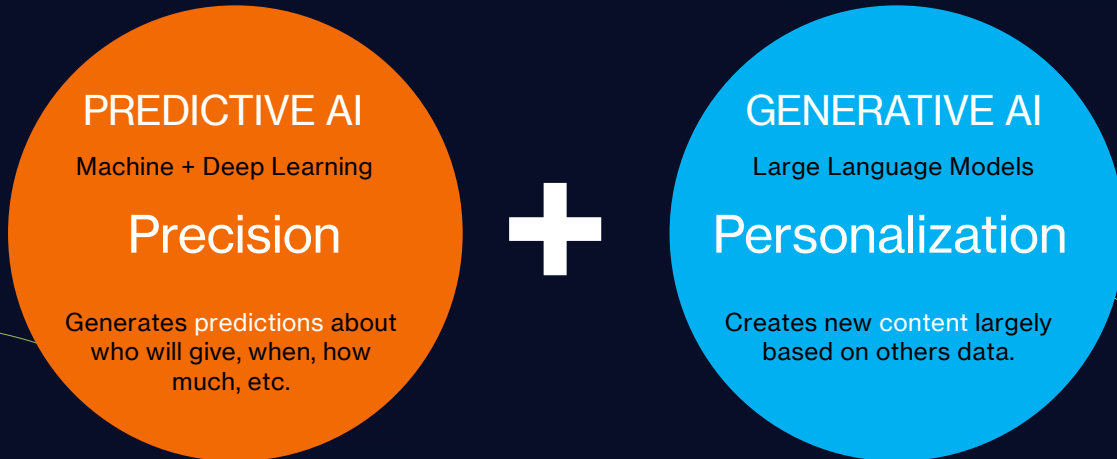 PREDICTIVE AI
Machine + Deep Learning
Precision
Generates predictions about
who will give, when, how
much, etc.
+
GENERATIVE AI
Large Language Models
Personalization
Creates new content largely
based on others data.